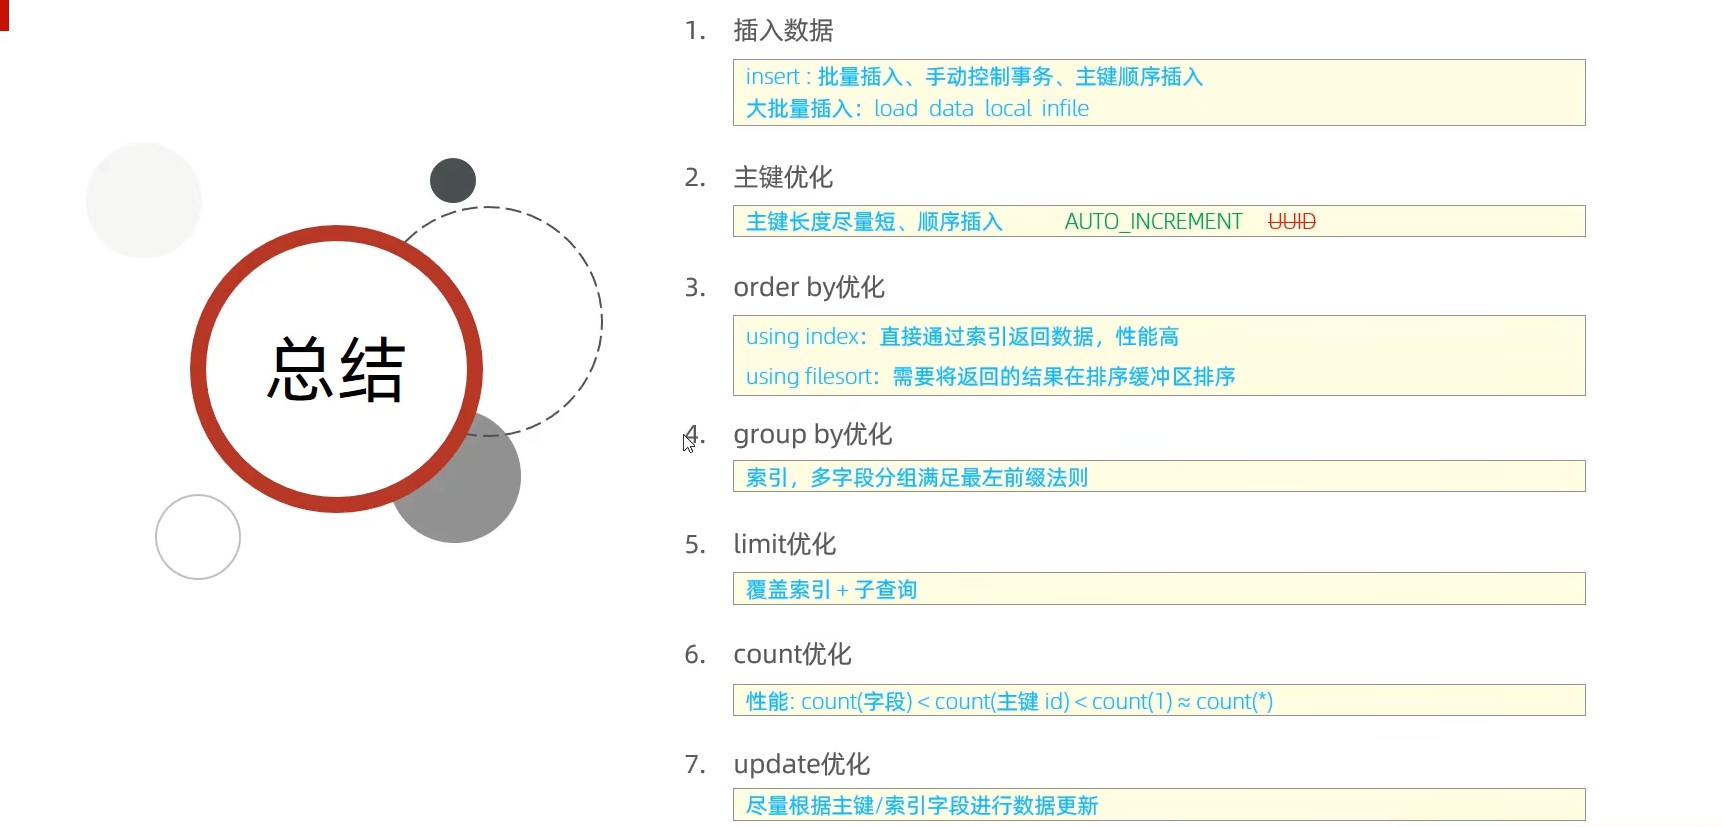 总结
1. 插入数据
insert : 批量插入、手动控制事务、主键顺序插入
大批量插入：load data local infile
2. 主键优化
主键长度尽量短、顺序插入 AUTO_INCREMENT UUID
3. order by优化
using index：直接通过索引返回数据，性能高
using filesort：需要将返回的结果在排序缓冲区排序
4. group by优化
索引，多字段分组满足最左前缀法则
5. limit优化
覆盖索引 + 子查询
6. count优化
性能: count(字段) < count(主键 id) < count(1) ≈ count(*)
7. update优化
尽量根据主键/索引字段进行数据更新